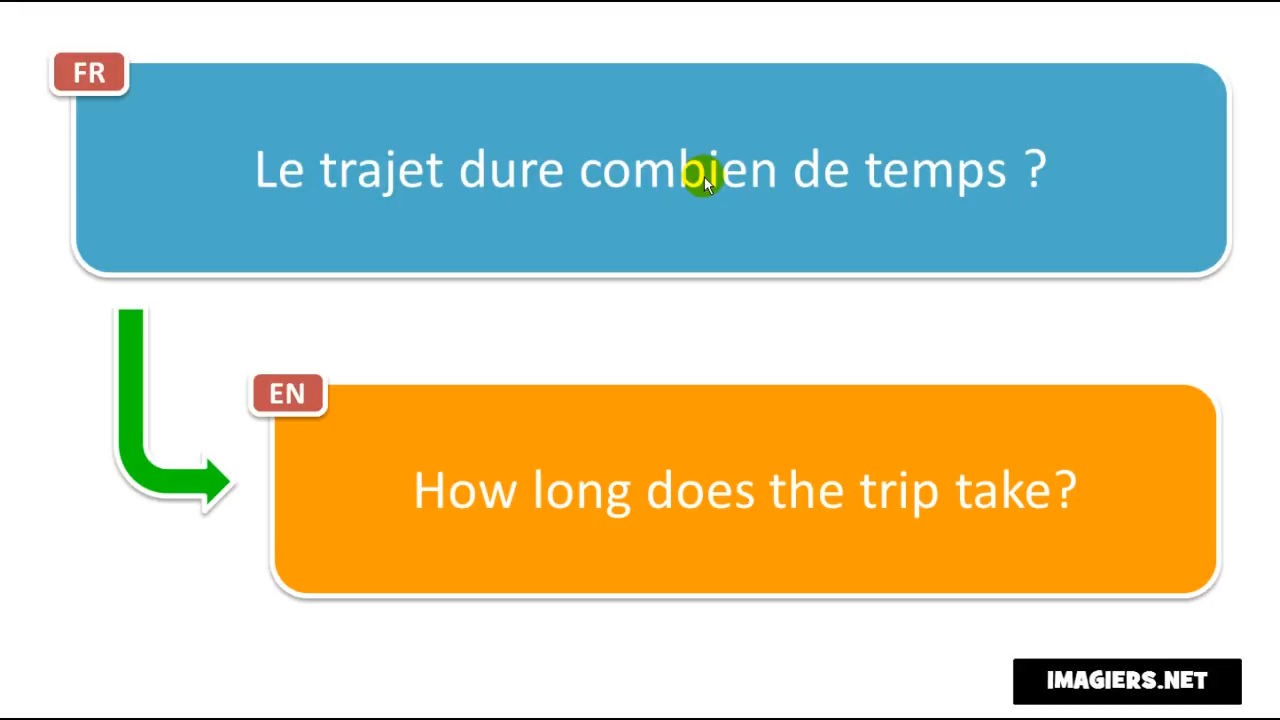 FR
Le trajet dure combien de temps ?
EN
How long does the trip take?
IMAGIERS.NET